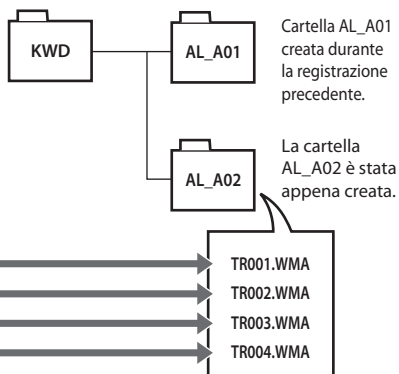 KWD
AL_A01
Cartella AL_A01
creata durante
la registrazione
precedente.
AL_A02
La cartella
AL_A02 è stata
appena creata.
TR001.WMA
TR002.WMA
TR003.WMA
TR004.WMA